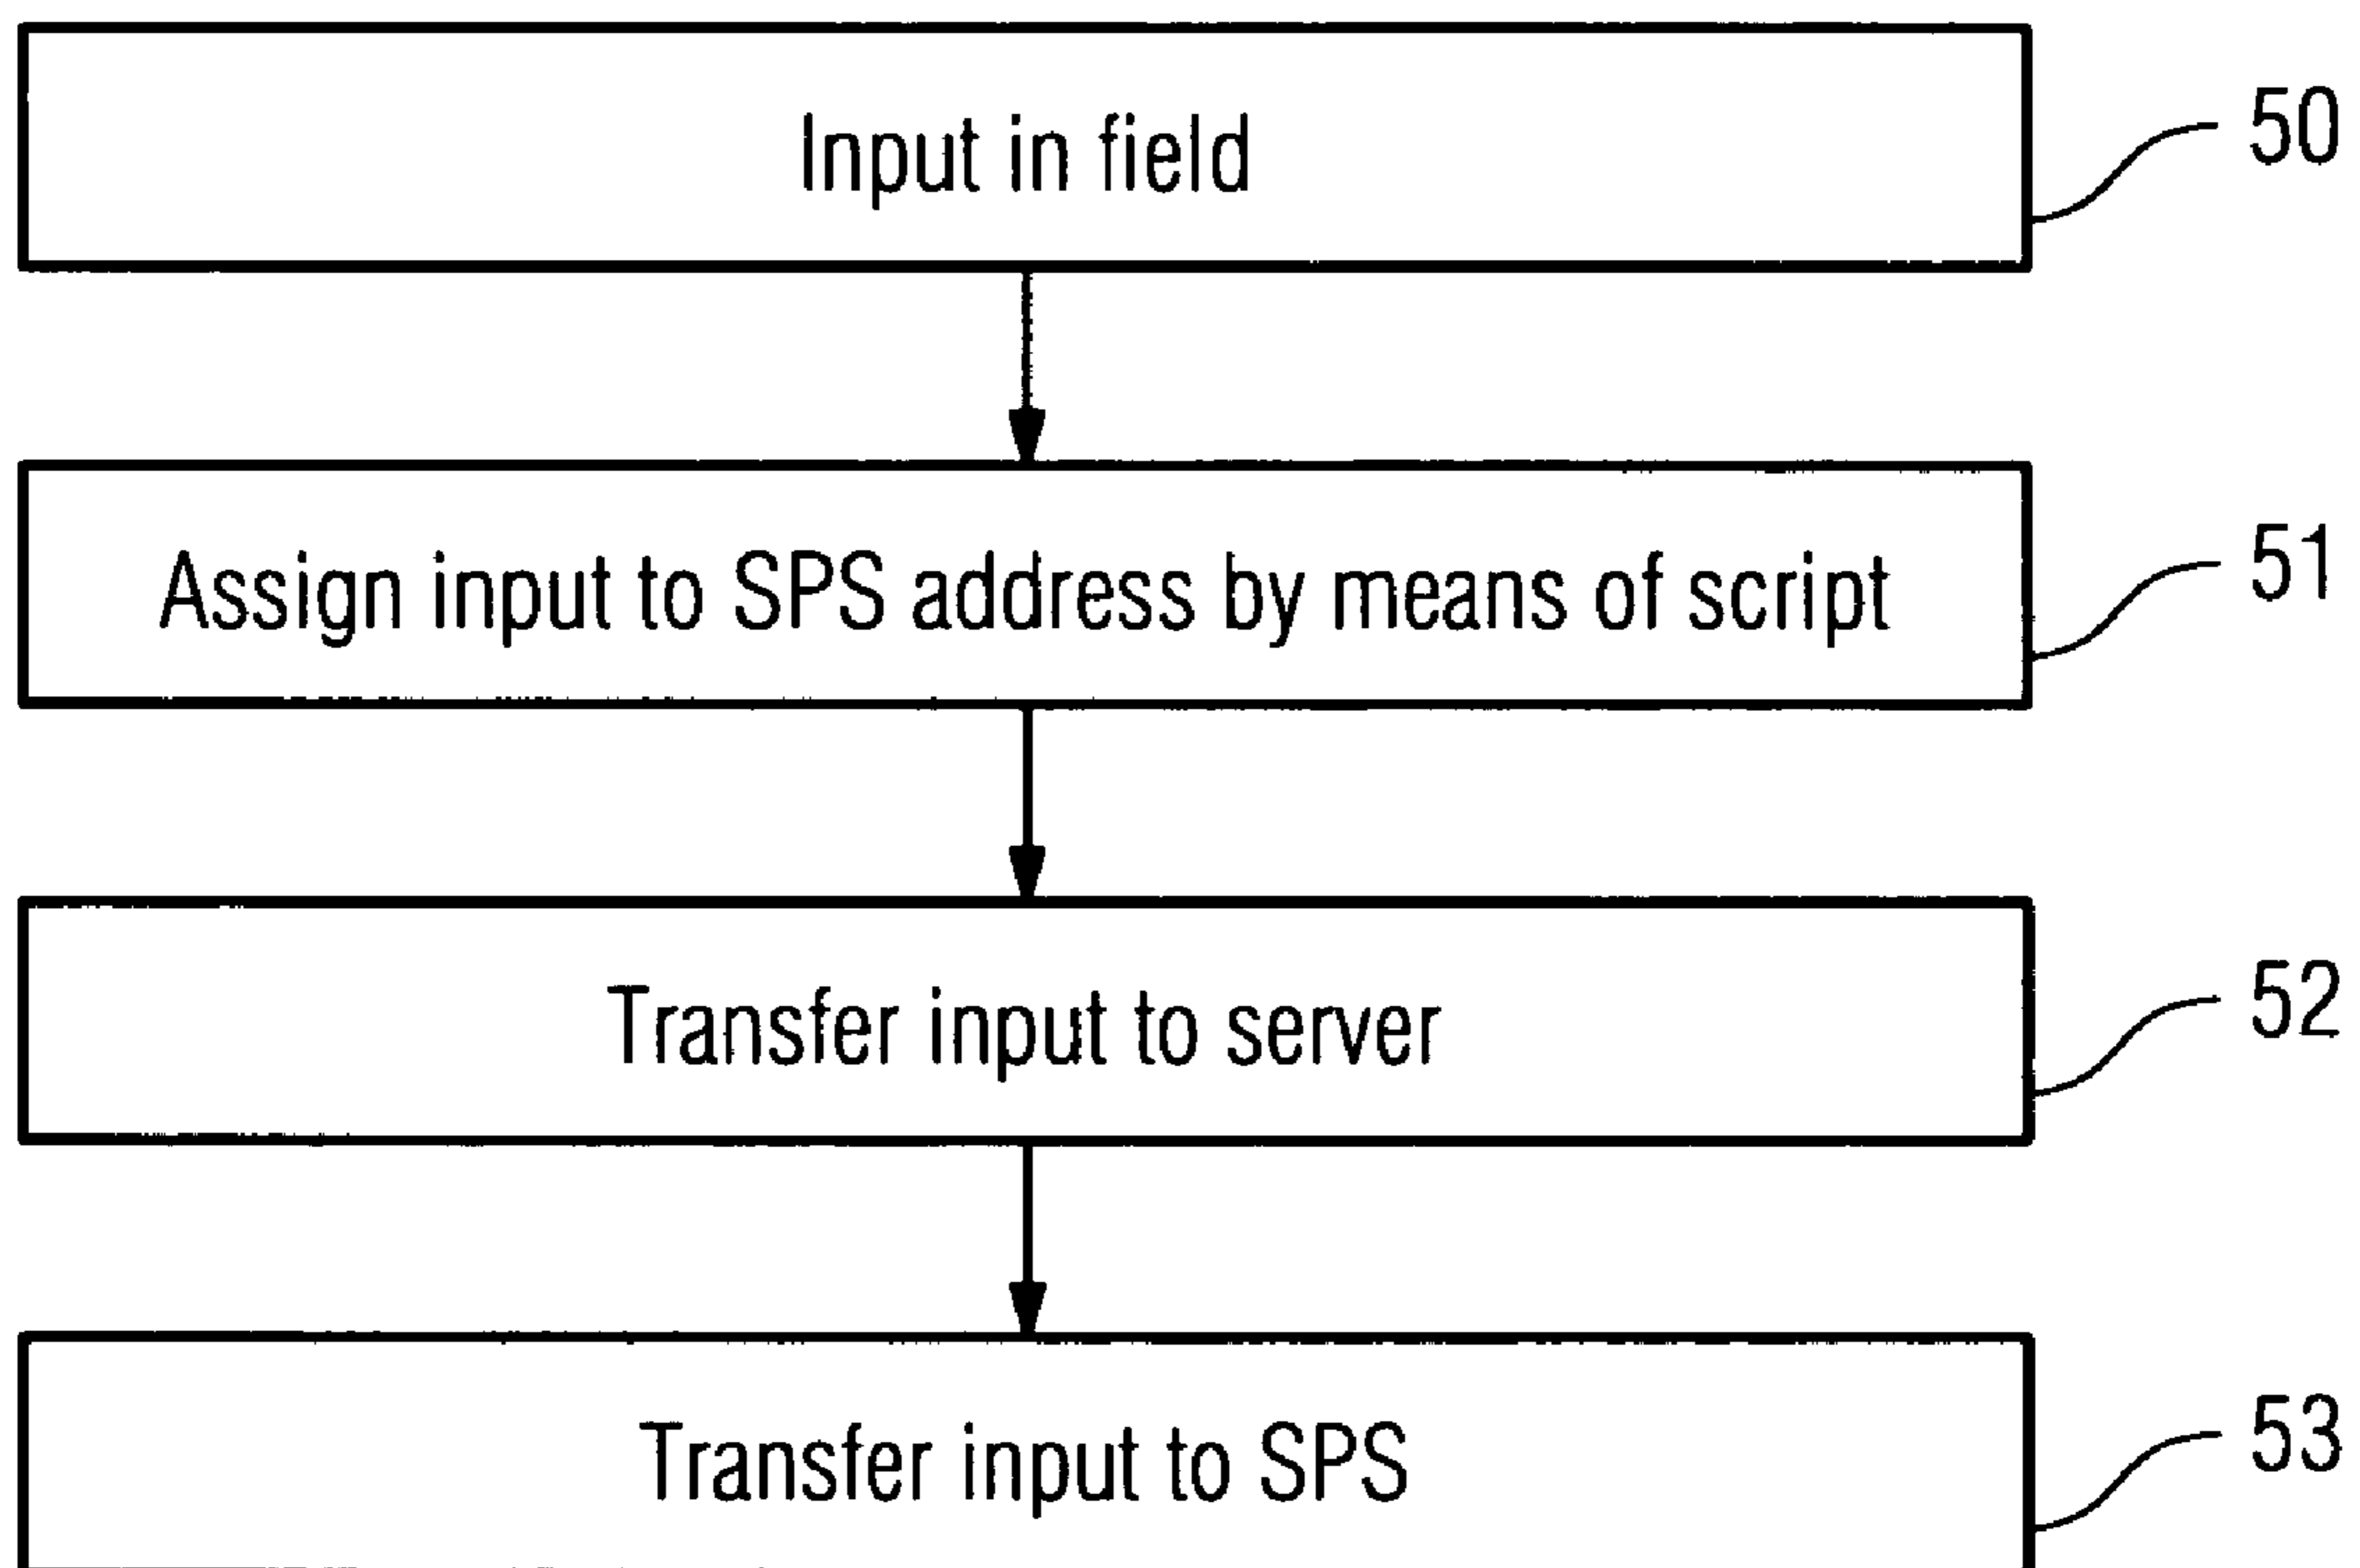 Input in field
50
Assign input to SPS address by means of script
51
Transfer input to server
52
Transfer input to SPS
53